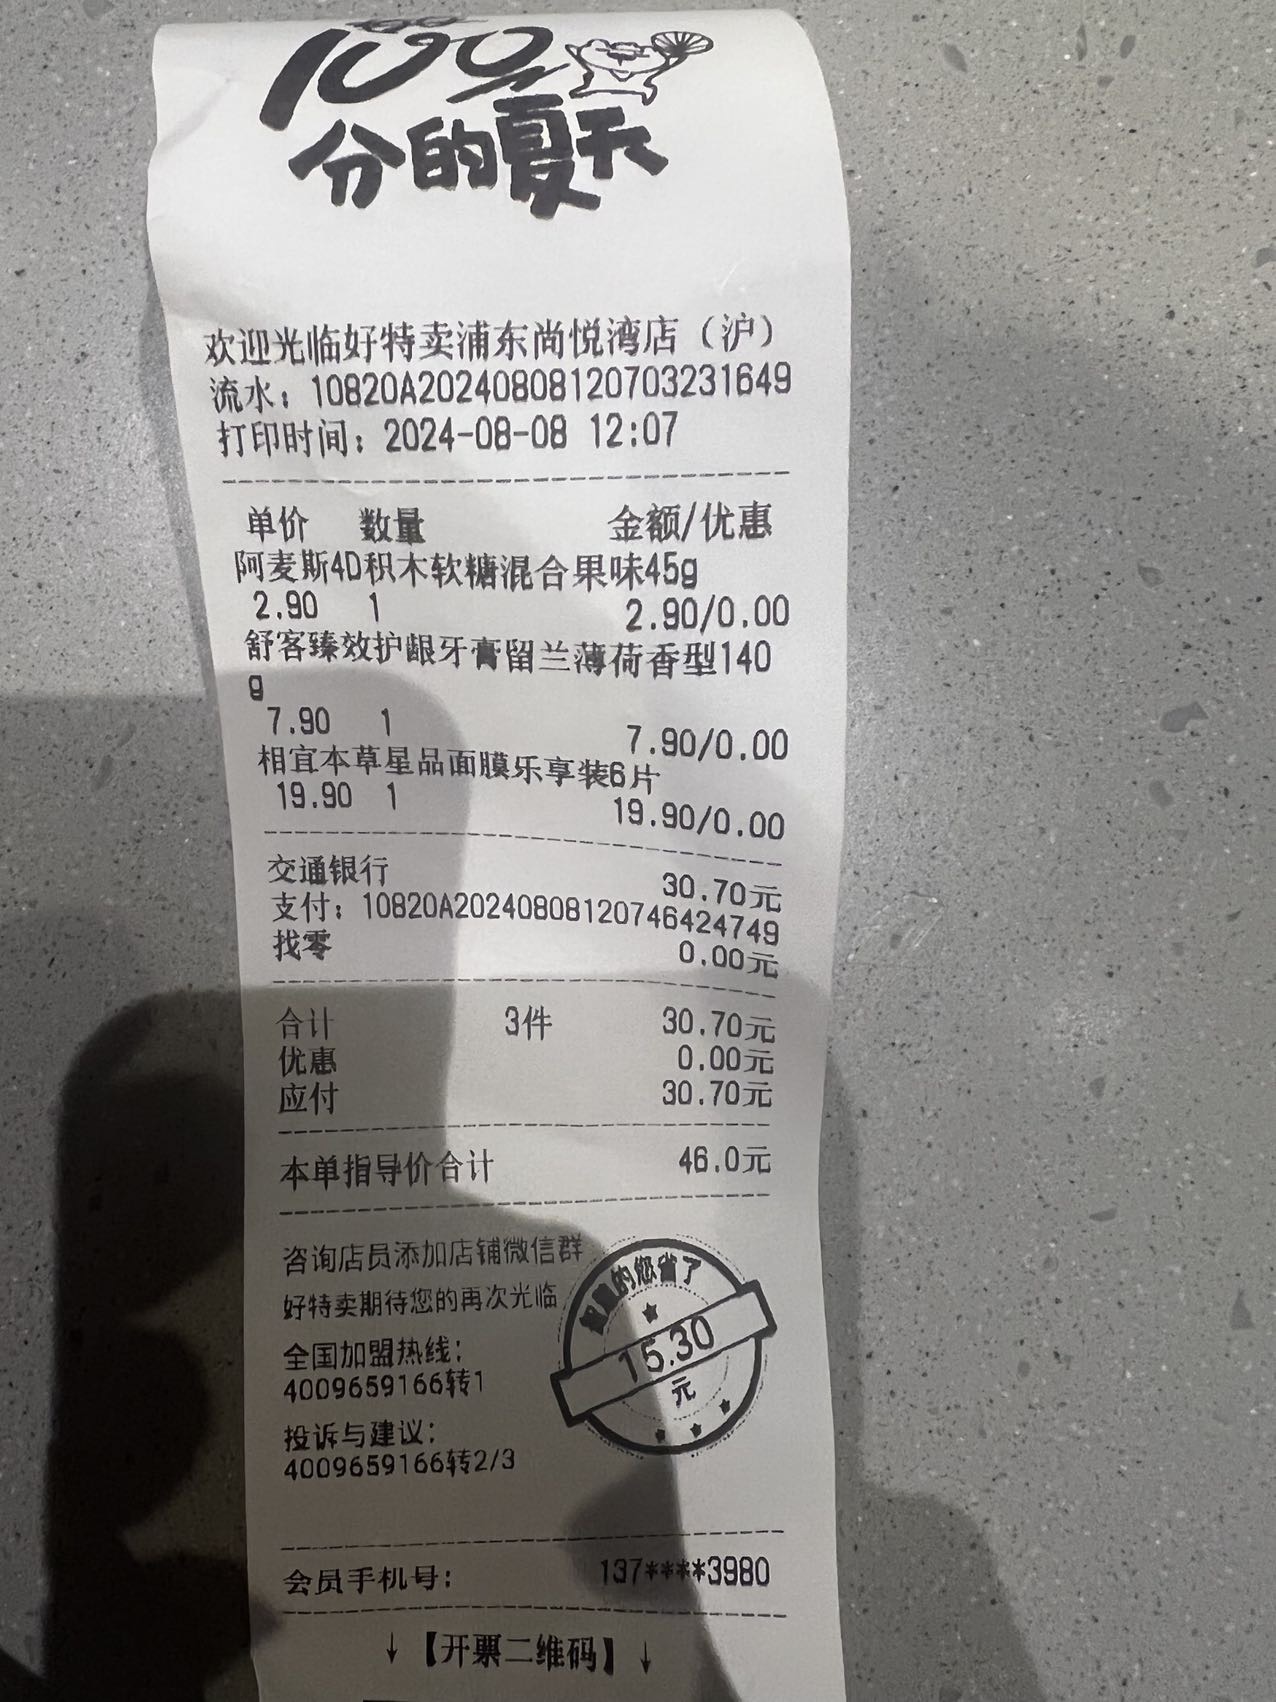 100
分的夏天
欢迎光临好特卖浦东尚悦湾店（沪）
流水：10820A202408081207032​31649
打印时间：2024-08-08 12:07
单价 数量 金额/优惠
阿麦斯4D积木软糖混合果味45g
2.90 1 2.90/0.00
舒客臻效护龈牙膏留兰薄荷香型140
g
7.90 1 7.90/0.00
相宜本草星品面膜乐享装6片
19.90 1 19.90/0.00
交通银行 30.70元
支付：10820A20240808120746424749
找零 0.00元
合计 3件 30.70元
优惠 0.00元
应付 30.70元
本单指导价合计 46.0元
咨询店员添加店铺微信群
好特卖期待您的再次光临
全国加盟热线：
4009659166转1
投诉与建议：
4009659166转2/3
的您省了
15.30
元
会员手机号： 137****3980
↓【开票二维码】↓